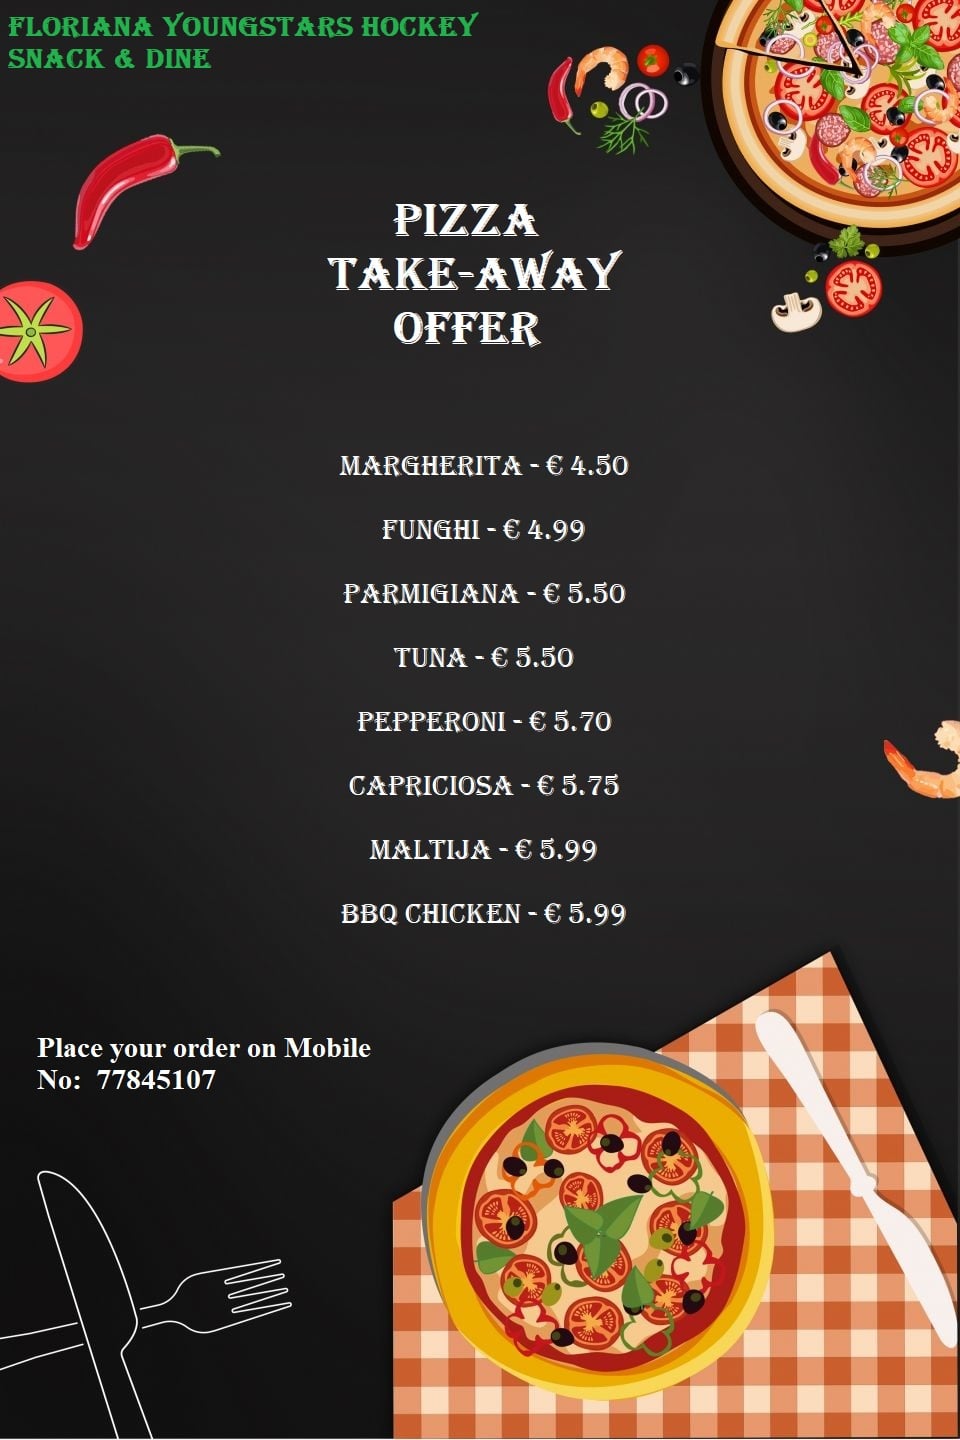 FLORIANA YOUNGSTARS HOCKEY
SNACK & DINE
PIZZA
TAKE-AWAY
OFFER
MARGHERITA - € 4.50
FUNGHI - € 4.99
PARMIGIANA - € 5.50
TUNA - € 5.50
PEPPERONI - € 5.70
CAPRICIOSA - € 5.75
MALTIJA - € 5.99
BBQ CHICKEN - € 5.99
Place your order on Mobile
No:  77845107